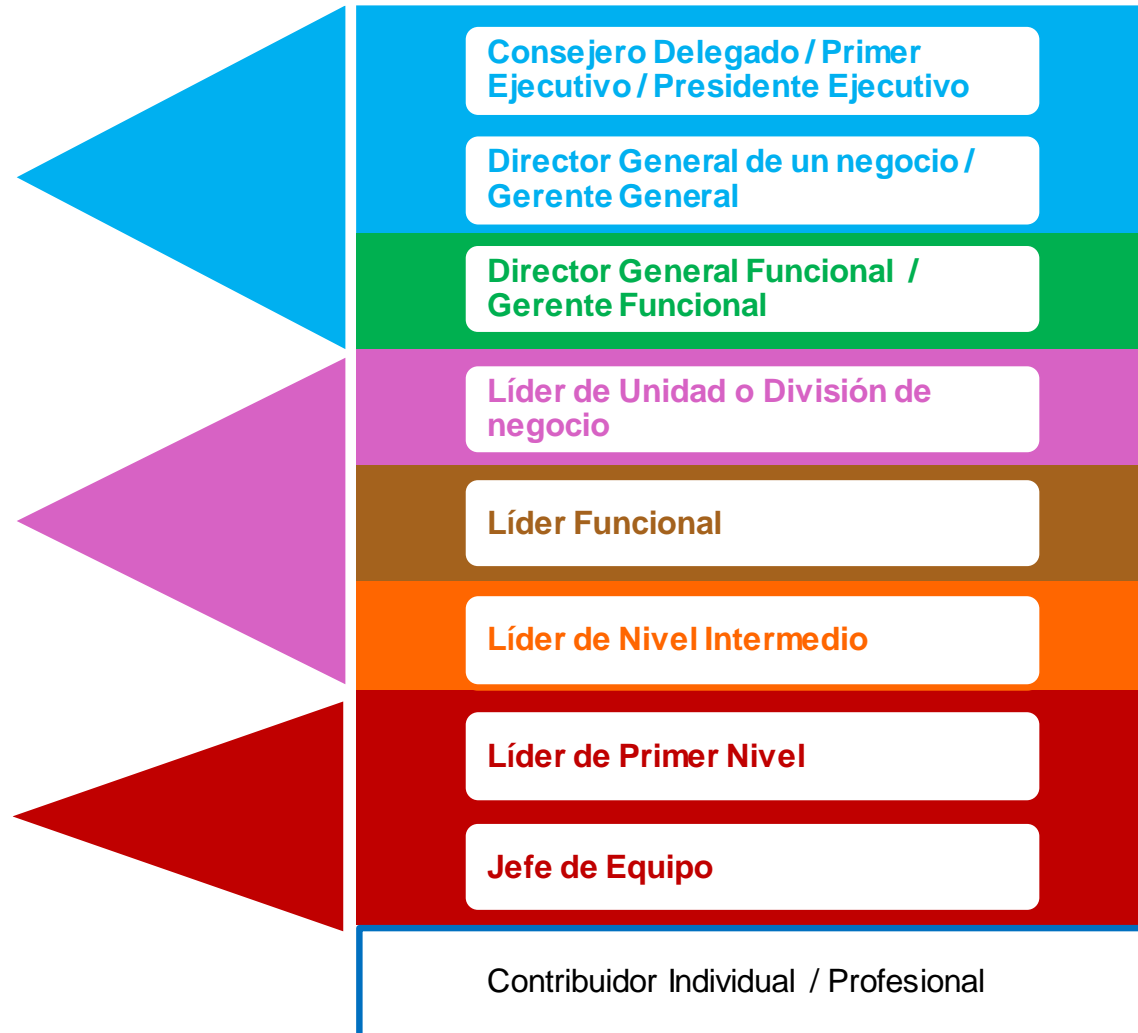 Consejero Delegado / Primer
Ejecutivo / Presidente Ejecutivo
Director General de un negocio /
Gerente General
Director General Funcional /
Gerente Funcional
Líder de Unidad o División de
negocio
Líder Funcional
Líder de Nivel Intermedio
Líder de Primer Nivel
Jefe de Equipo
Contribuidor Individual / Profesional